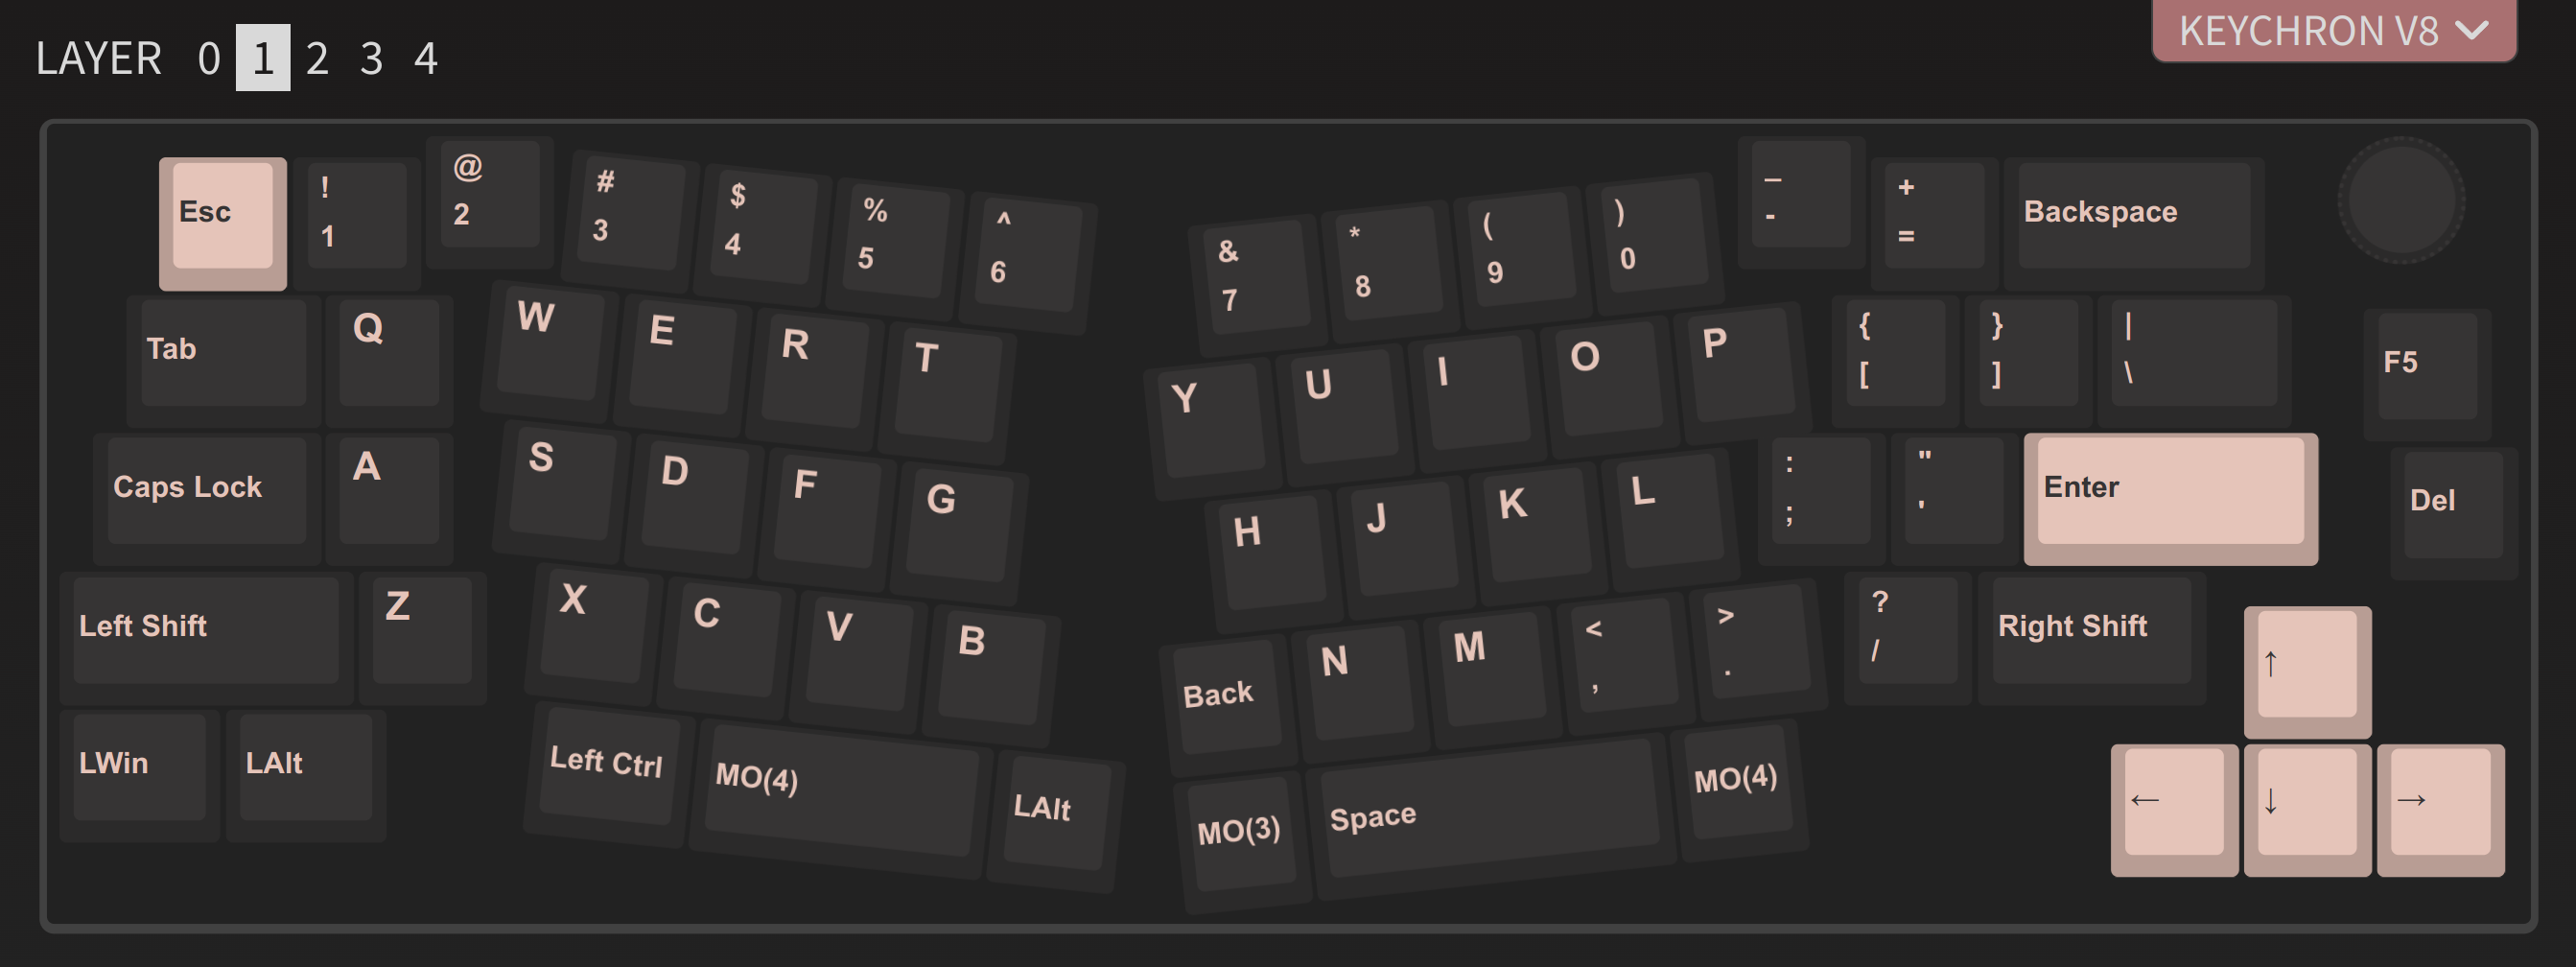 LAYER 0 1 2 3 4
KEYCHRON V8
Esc ! 1 @ 2 # 3 $ 4 % 5 ^ 6 & 7 * 8 ( 9 ) 0 _ - + = Backspace
Tab Q W E R T Y U I O P { [ } ] | \ F5
Caps Lock A S D F G H J K L : ; " ' Enter Del
Left Shift Z X C V B Back N M < , > . ? / Right Shift ↑
LWin LAlt Left Ctrl MO(4) LAlt MO(3) Space MO(4) ← ↓ →